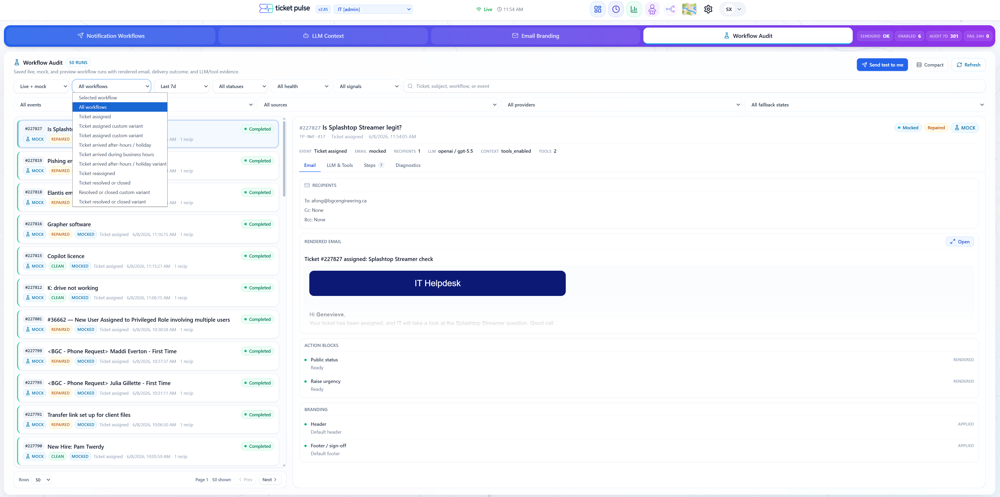 ticket pulse
v2.85
IT [admin]
Live
11:54 AM
SX
Notification Workflows
LLM Context
Email Branding
Workflow Audit
SENDGRID OK
ENABLED 6
AUDIT 7D 301
FAIL 24H 0
Workflow Audit
50 RUNS
Saved live, mock, and preview workflow runs with rendered email, delivery outcome, and LLM/tool evidence.
Send test to me
Compact
Refresh
Live + mock
All workflows
Last 7d
All statuses
All health
All signals
Ticket, subject, workflow, or event
Selected workflow
All workflows
Ticket assigned
Ticket assigned custom variant
Ticket assigned custom variant
Ticket arrived after-hours / holiday
Ticket arrived during business hours
Ticket arrived after-hours / holiday variant
Ticket reassigned
Ticket resolved or closed
Resolved or closed custom variant
Ticket resolved or closed variant
All events
All sources
All providers
All fallback states
#227827 Is Splashto
Completed
MOCK REPAIRED AM · 1 recip
#227819 Pishing em
Completed
MOCK REPAIRED AM · 1 recip
#227818 Elantis em
Completed
MOCK REPAIRED AM · 1 recip
#227816 Grapher software
Completed
MOCK REPAIRED MOCKED Ticket assigned · 6/8/2026, 11:16:15 AM · 1 recip
#227815 Copilot licence
Completed
MOCK CLEAN MOCKED Ticket assigned · 6/8/2026, 11:15:21 AM · 1 recip
#227812 K: drive not working
Completed
MOCK CLEAN MOCKED Ticket assigned · 6/8/2026, 11:06:15 AM · 1 recip
#227801 #36662 — New User Assigned to Privileged Role involving multiple users
Completed
MOCK REPAIRED MOCKED Ticket assigned · 6/8/2026, 10:38:58 AM · 1 recip
#227799 <BGC - Phone Request> Maddi Everton - First Time
Completed
MOCK REPAIRED MOCKED Ticket assigned · 6/8/2026, 10:37:37 AM · 1 recip
#227795 <BGC - Phone Request> Julia Gillette - First Time
Completed
MOCK REPAIRED MOCKED Ticket assigned · 6/8/2026, 10:31:11 AM · 1 recip
#227791 Transfer link set up for client files
Completed
MOCK REPAIRED MOCKED Ticket assigned · 6/8/2026, 10:06:50 AM · 1 recip
#227790 New Hire: Pam Twerdy
Completed
MOCK CLEAN MOCKED Ticket assigned · 6/8/2026, 10:05:59 AM · 1 recip
Rows 50
Page 1 · 50 shown
Prev
Next
#227827 Is Splashtop Streamer legit?
Mocked
Repaired
MOCK
TP-NWF-417 · Ticket assigned · 6/8/2026, 11:54:05 AM
EVENT Ticket assigned EMAIL mocked RECIPIENTS 1 LLM openai / gpt-5.5 CONTEXT tools_enabled TOOLS 2
Email
LLM & Tools
Steps 7
Diagnostics
RECIPIENTS
To: afong@bgcengineering.ca
Cc: None
Bcc: None
RENDERED EMAIL
Open
Ticket #227827 assigned: Splashtop Streamer check
IT Helpdesk
Hi Genevieve,
Your ticket has been assigned, and IT will take a look at the Splashtop Streamer question. Good call
ACTION BLOCKS
Public status
RENDERED
Ready
Raise urgency
RENDERED
Ready
BRANDING
Header
APPLIED
Default header
Footer / sign-off
APPLIED
Default footer